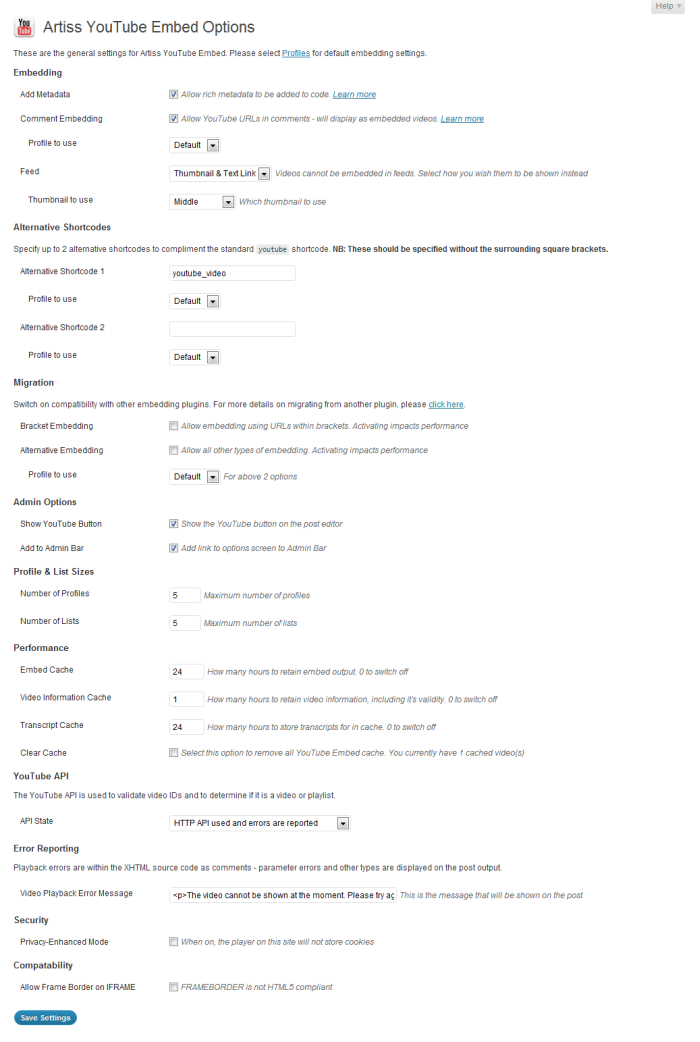 Help
You
Tube
Artiss YouTube Embed Options
These are the general settings for Artiss YouTube Embed. Please select Profiles for default embedding settings.
Embedding
Add Metadata Allow rich metadata to be added to code. Learn more
Comment Embedding Allow YouTube URLs in comments - will display as embedded videos. Learn more
Profile to use Default
Feed Thumbnail & Text Link Videos cannot be embedded in feeds. Select how you wish them to be shown instead
Thumbnail to use Middle Which thumbnail to use
Alternative Shortcodes
Specify up to 2 alternative shortcodes to compliment the standard youtube shortcode. NB: These should be specified without the surrounding square brackets.
Alternative Shortcode 1 youtube_video
Profile to use Default
Alternative Shortcode 2
Profile to use Default
Migration
Switch on compatibility with other embedding plugins. For more details on migrating from another plugin, please click here.
Bracket Embedding Allow embedding using URLs within brackets. Activating impacts performance
Alternative Embedding Allow all other types of embedding. Activating impacts performance
Profile to use Default For above 2 options
Admin Options
Show YouTube Button Show the YouTube button on the post editor
Add to Admin Bar Add link to options screen to Admin Bar
Profile & List Sizes
Number of Profiles 5 Maximum number of profiles
Number of Lists 5 Maximum number of lists
Performance
Embed Cache 24 How many hours to retain embed output. 0 to switch off
Video Information Cache 1 How many hours to retain video information, including it's validity. 0 to switch off
Transcript Cache 24 How many hours to store transcripts for in cache. 0 to switch off
Clear Cache Select this option to remove all YouTube Embed cache. You currently have 1 cached video(s)
YouTube API
The YouTube API is used to validate video IDs and to determine if it is a video or playlist.
API State HTTP API used and errors are reported
Error Reporting
Playback errors are within the XHTML source code as comments - parameter errors and other types are displayed on the post output.
Video Playback Error Message <p>The video cannot be shown at the moment. Please try ag This is the message that will be shown on the post
Security
Privacy-Enhanced Mode When on, the player on this site will not store cookies
Compatability
Allow Frame Border on IFRAME FRAMEBORDER is not HTML5 compliant
Save Settings